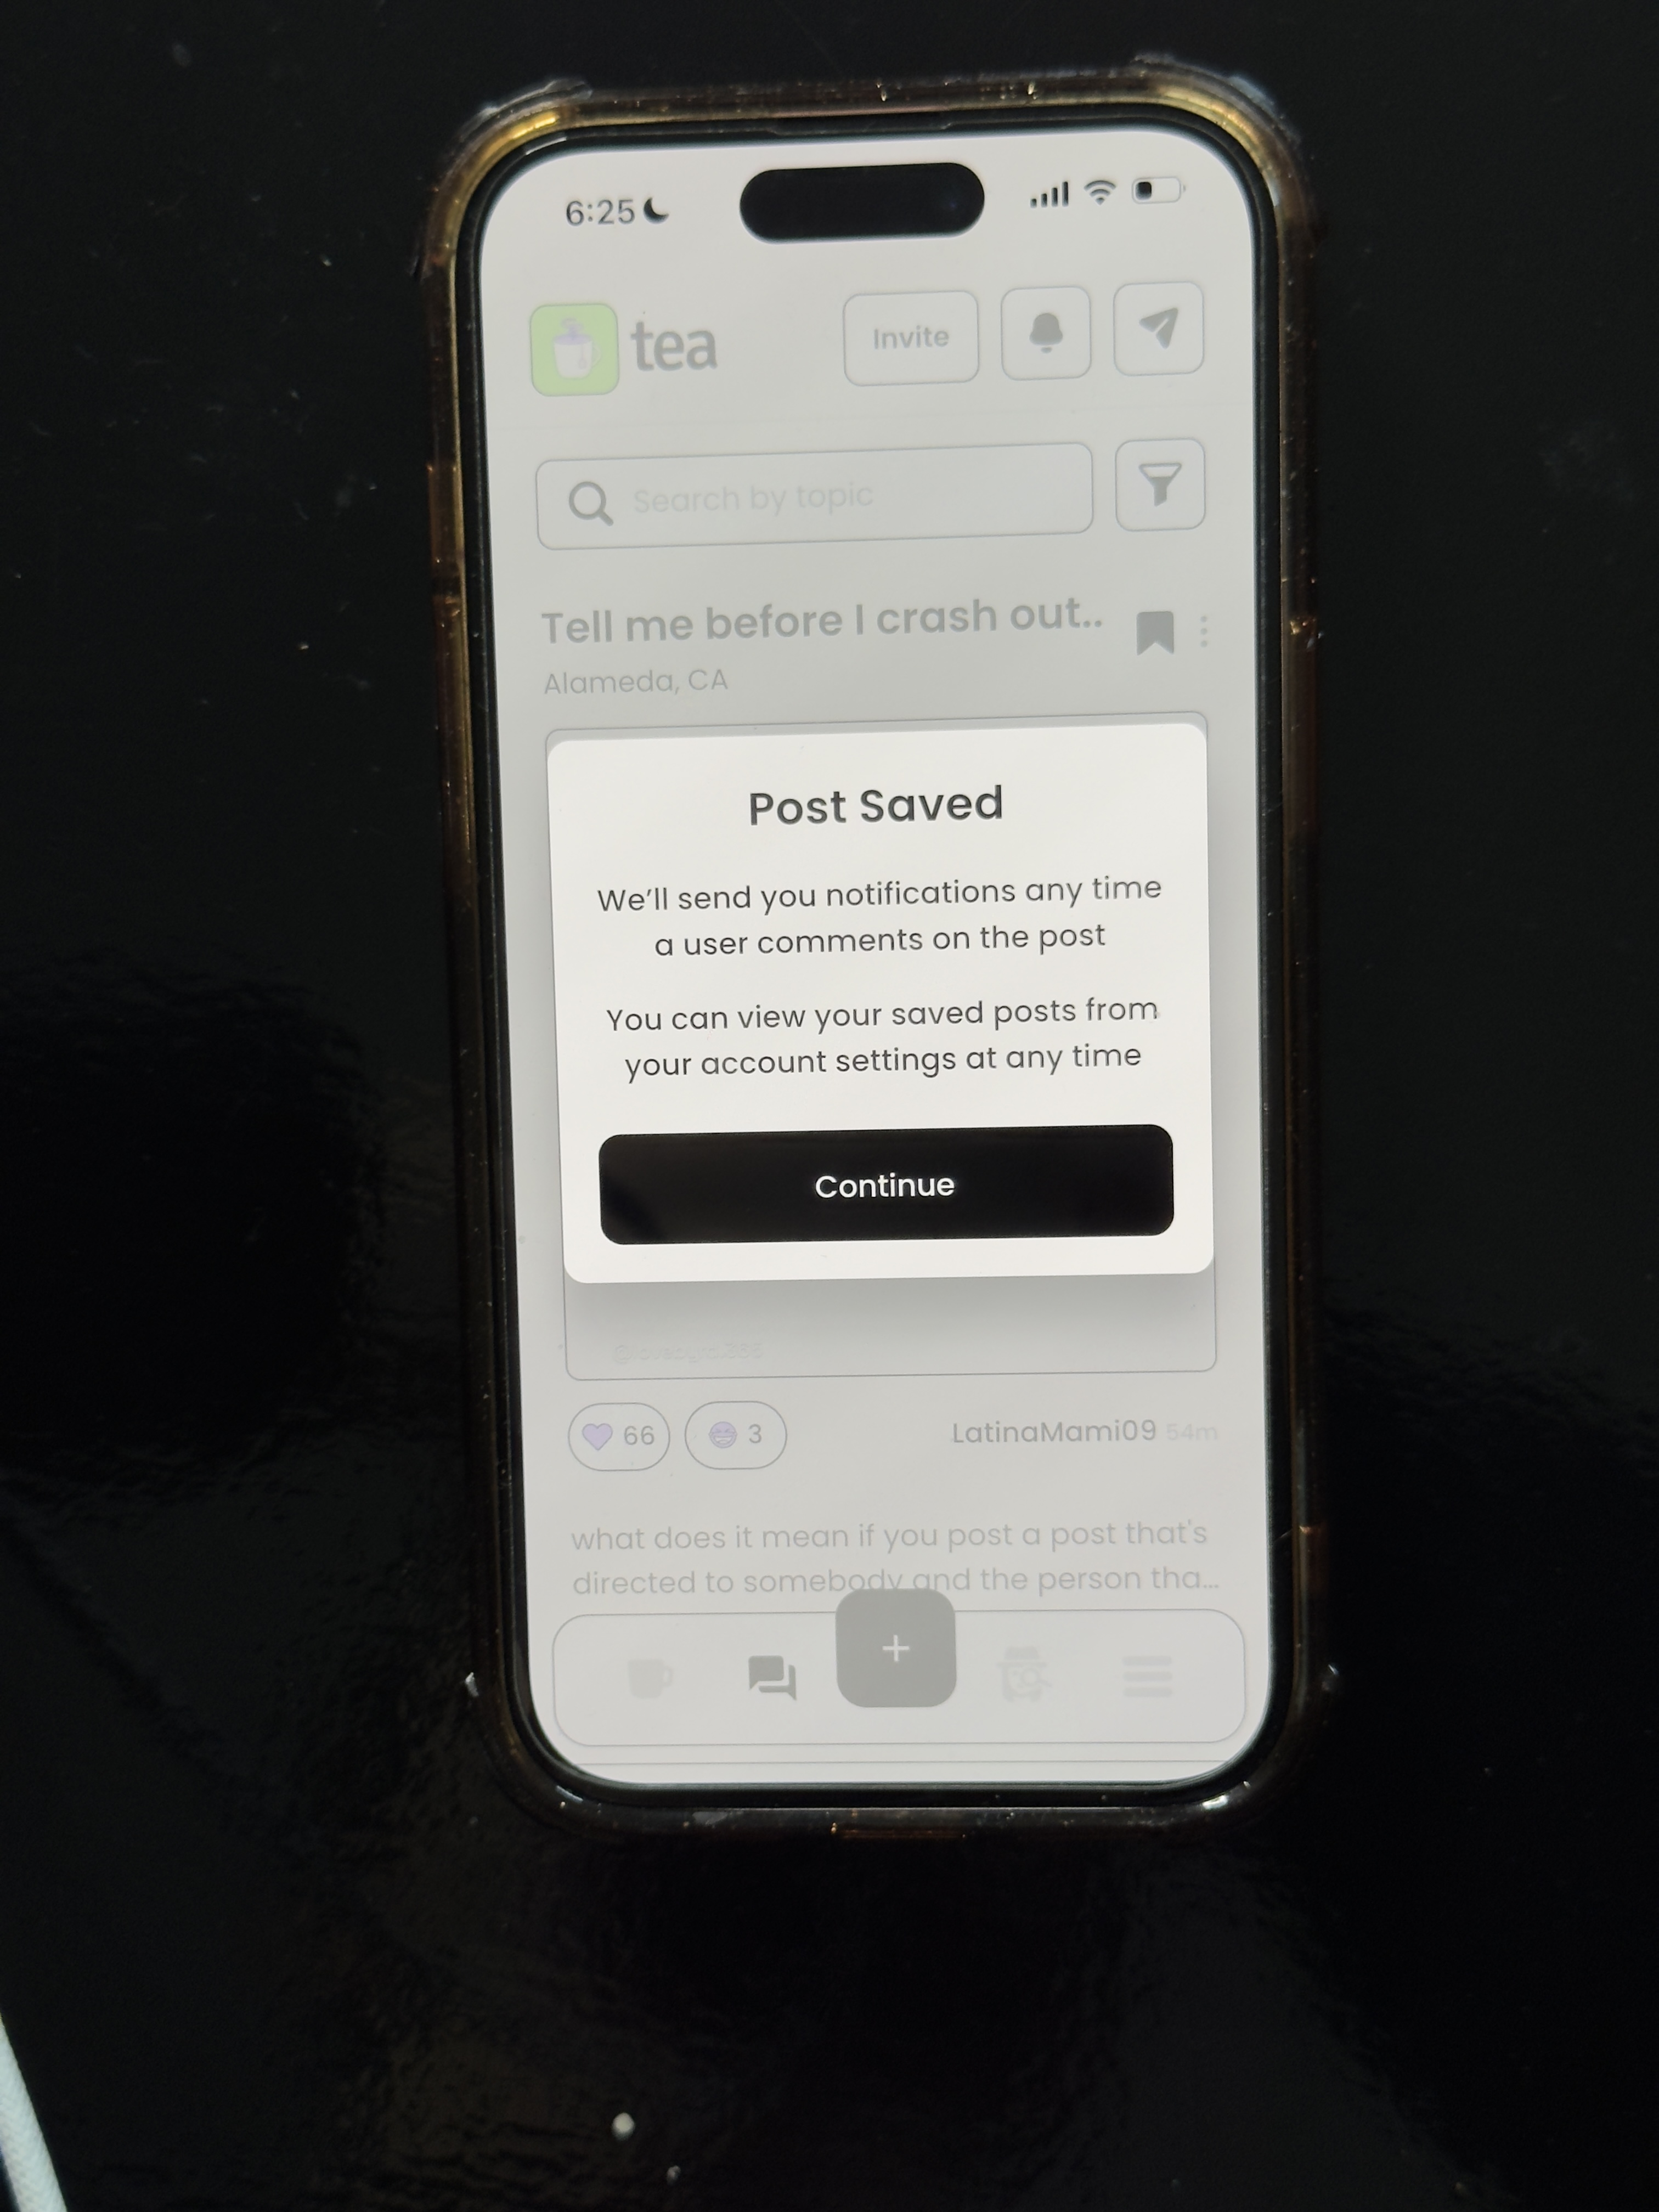 6:25
tea
Invite
Search by topic
Tell me before I crash out..
Alameda, CA
Post Saved
We'll send you notifications any time
a user comments on the post
You can view your saved posts from
your account settings at any time
Continue
66
3
LatinaMami09 54m
what does it mean if you post a post that's
directed to somebody and the person tha...
+